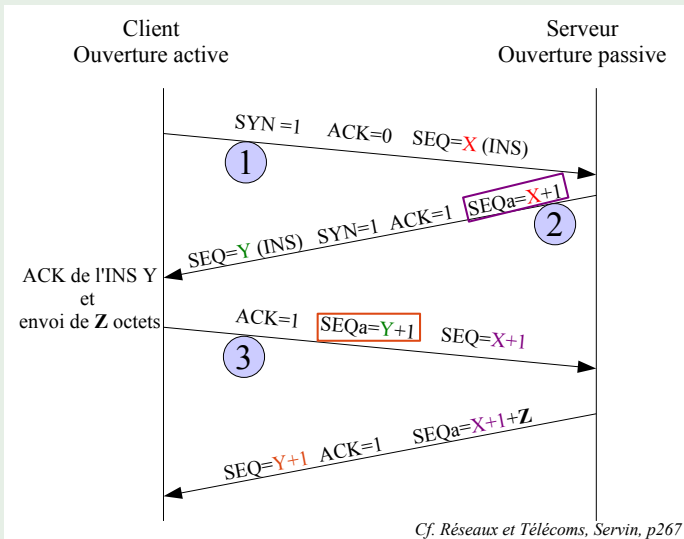 Client
Ouverture active
Serveur
Ouverture passive
SYN =1 ACK=0 SEQ=X (INS)
1
SEQ=Y (INS) SYN=1 ACK=1 SEQa=X+1
2
ACK de l'INS Y
et
envoi de Z octets
ACK=1 SEQa=Y+1 SEQ=X+1
3
SEQ=Y+1 ACK=1 SEQa=X+1+Z
Cf. Réseaux et Télécoms, Servin, p267